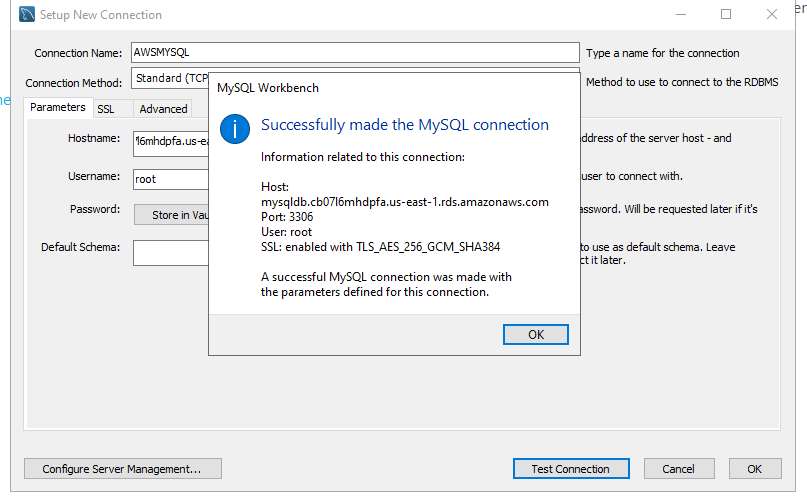 er
Setup New Connection
Connection Name: AWSMYSQL Type a name for the connection
Connection Method: Standard (TCP Method to use to connect to the RDBMS
ne
Parameters SSL Advanced
Hostname: l6mhdpfa.us-ea address of the server host - and
Username: root user to connect with.
Password: Store in Vau assword. Will be requested later if it's
Default Schema: to use as default schema. Leave
ct it later.
MySQL Workbench
Successfully made the MySQL connection
Information related to this connection:
Host:
mysqldb.cb07l6mhdpfa.us-east-1.rds.amazonaws.com
Port: 3306
User: root
SSL: enabled with TLS_AES_256_GCM_SHA384
A successful MySQL connection was made with
the parameters defined for this connection.
OK
Configure Server Management... Test Connection Cancel OK